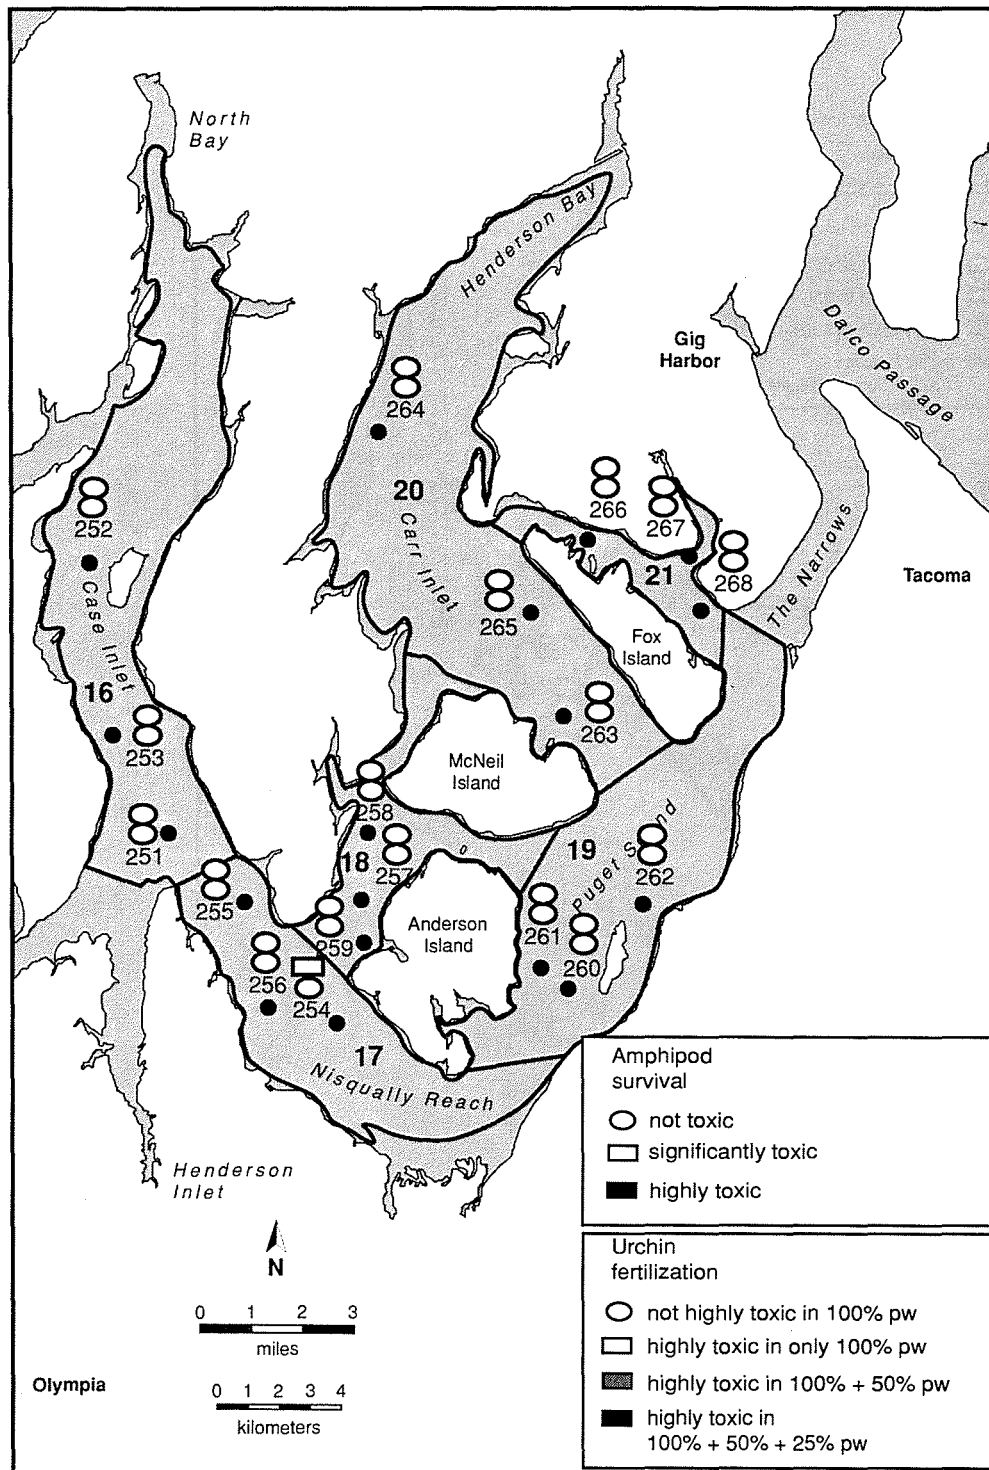 North
Bay
Henderson Bay
Gig
Harbor
Dalco Passage
264
20
Carr Inlet
252
266
267
268
21
The Narrows
Tacoma
Case Inlet
265
Fox
Island
16
253
263
McNeil
Island
258
251
18
257
19
Puget Sound
262
255
259
Anderson
Island
261
260
256
254
17
Nisqually Reach
Henderson
Inlet
N
0 1 2 3
miles
Olympia
0 1 2 3 4
kilometers
Amphipod
survival
not toxic
significantly toxic
highly toxic
Urchin
fertilization
not highly toxic in 100% pw
highly toxic in only 100% pw
highly toxic in 100% + 50% pw
highly toxic in
100% + 50% + 25% pw